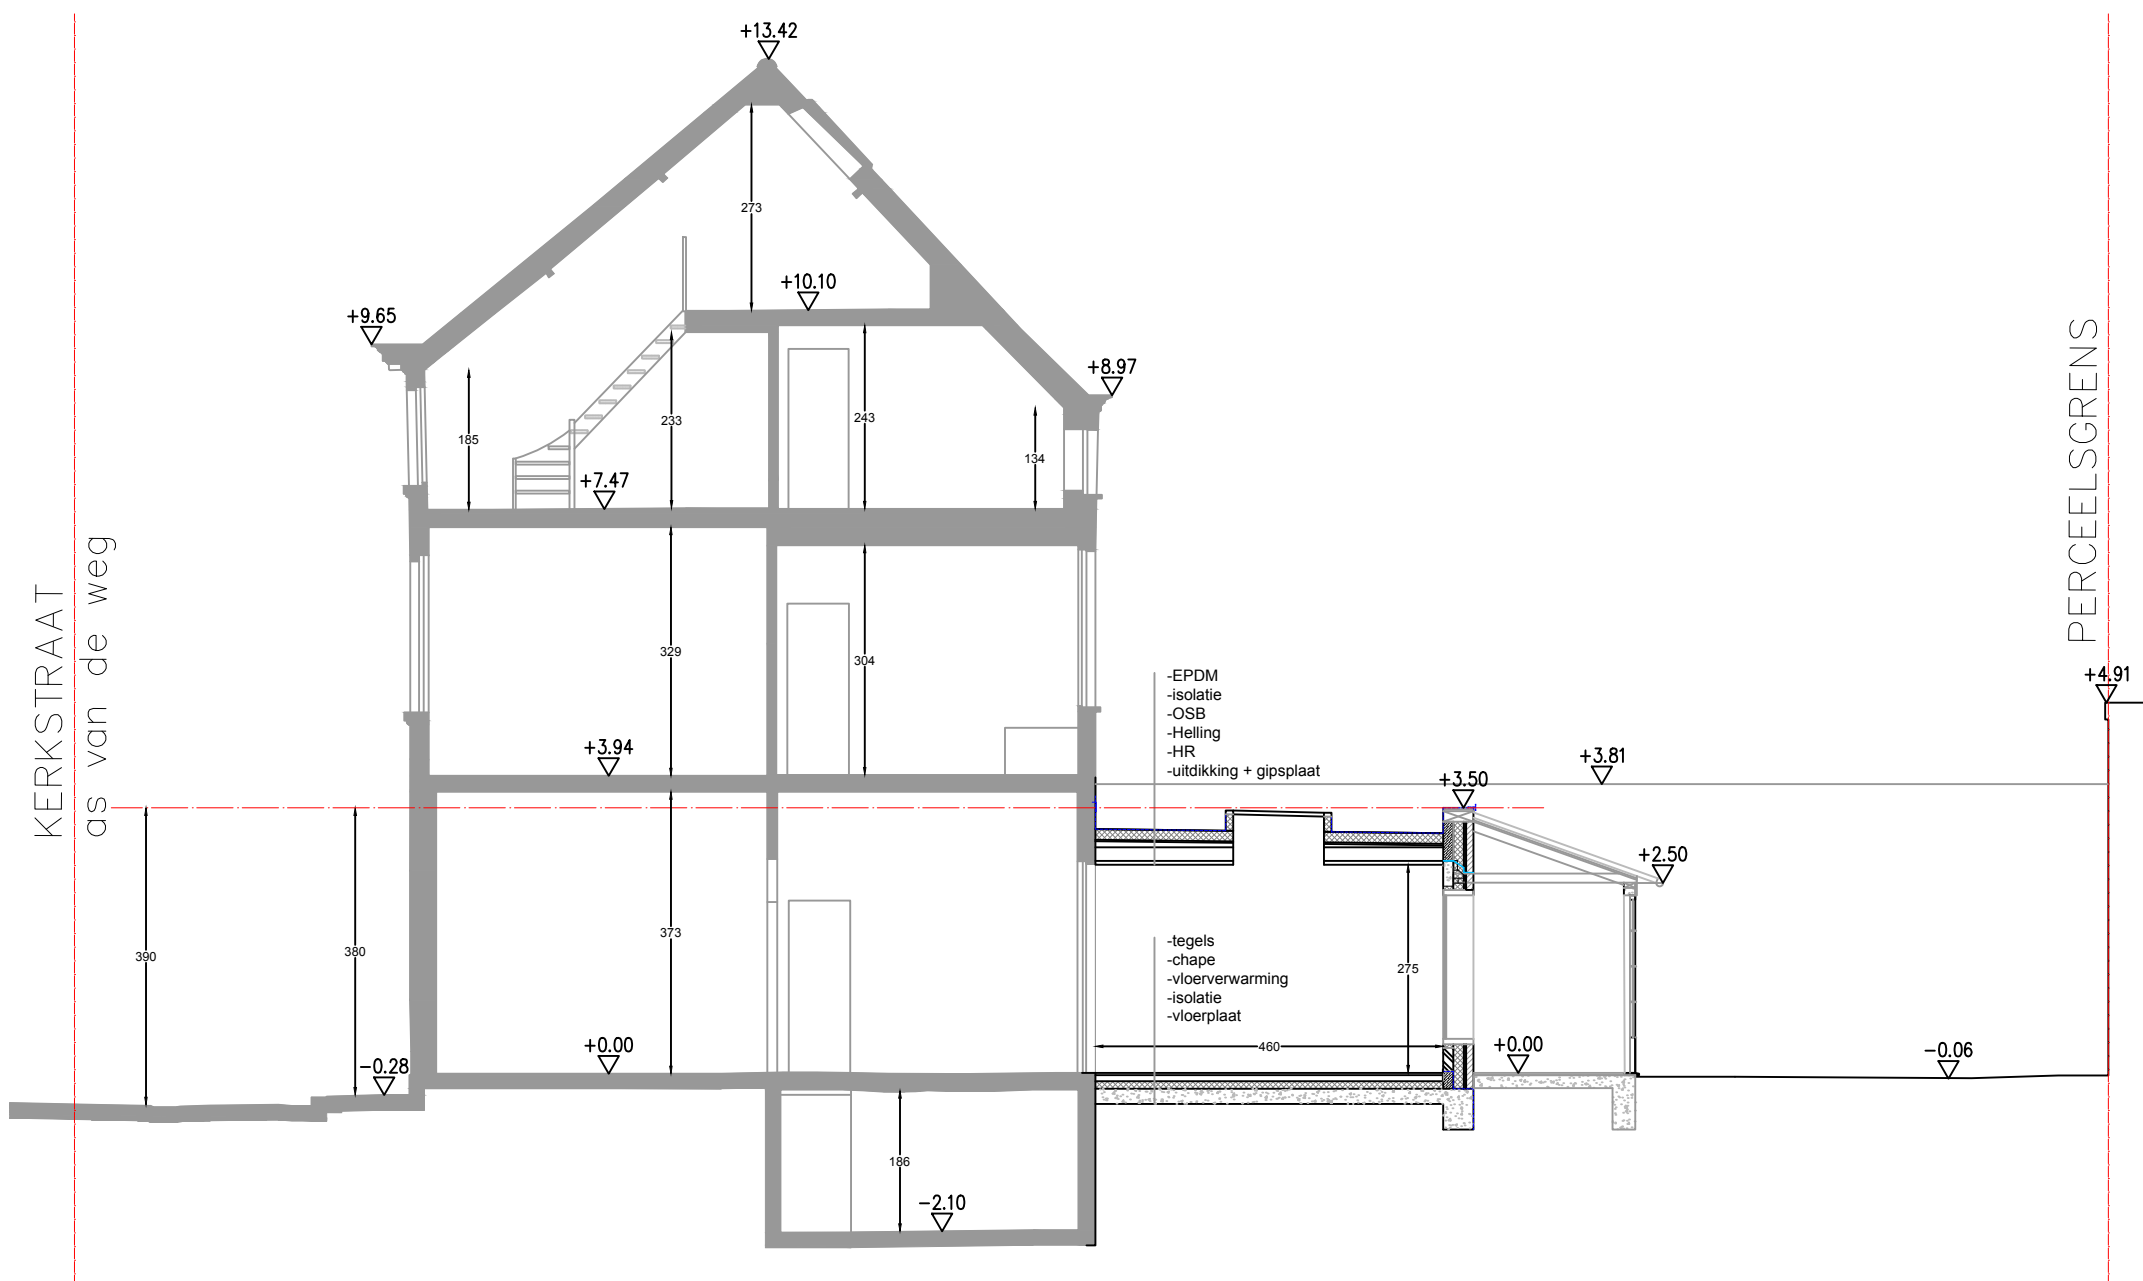 +13.42
273
+10.10
+9.65
+8.97
185
233
243
134
+7.47
KERKSTRAAT
as van de weg
PERCEELSGRENS
329
304
+3.94
-EPDM
-isolatie
-OSB
-Helling
-HR
-uitdikking + gipsplaat
+4.91
+3.81
+3.50
+2.50
390
380
373
275
-tegels
-chape
-vloerverwarming
-isolatie
-vloerplaat
460
-0.28
+0.00
+0.00
-0.06
186
-2.10